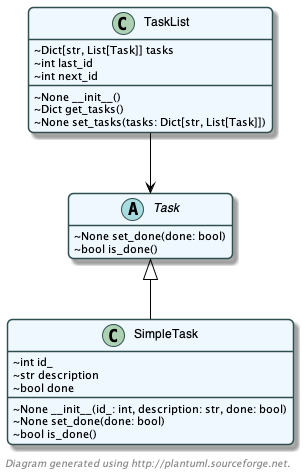 C TaskList
~Dict[str, List[Task]] tasks
~int last_id
~int next_id
~None __init__()
~Dict get_tasks()
~None set_tasks(tasks: Dict[str, List[Task]])
A Task
~None set_done(done: bool)
~bool is_done()
C SimpleTask
~int id_
~str description
~bool done
~None __init__(id_: int, description: str, done: bool)
~None set_done(done: bool)
~bool is_done()
Diagram generated using http://plantuml.sourceforge.net.